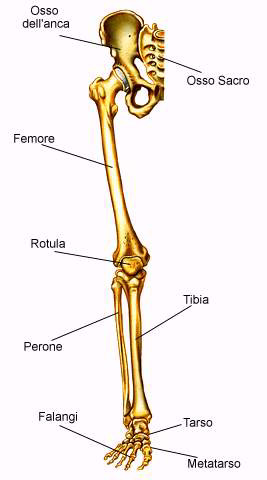 Osso
dell'anca
Osso Sacro
Femore
Rotula
Tibia
Perone
Falangi
Tarso
Metatarso